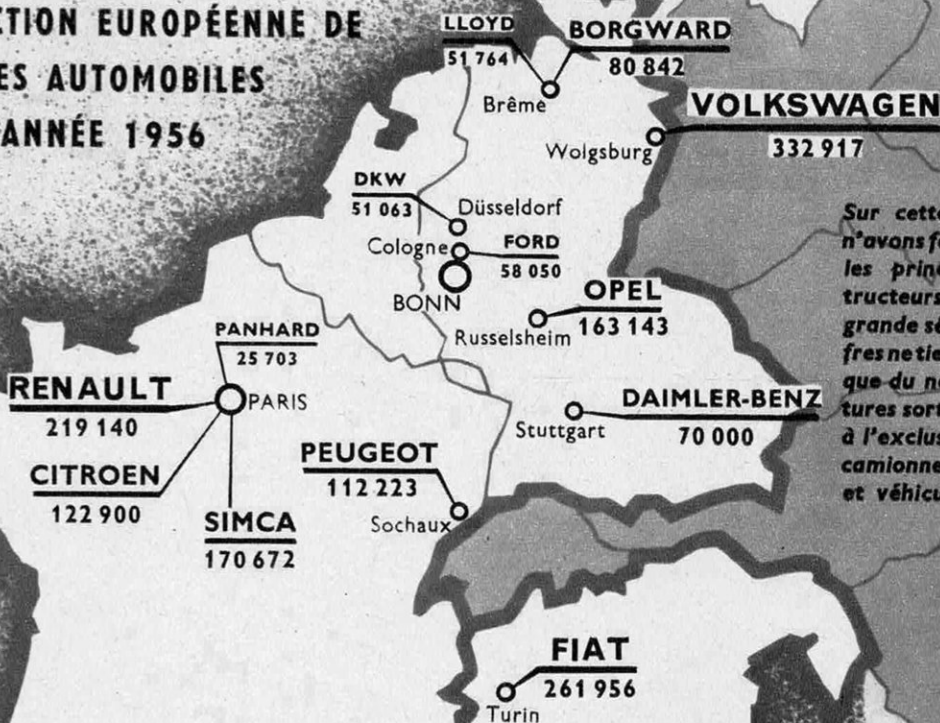 CTION EUROPÉENNE DE
ES AUTOMOBILES
ANNÉE 1956
LLOYD
51 764
BORGWARD
80 842
Brême
VOLKSWAGEN
332 917
Wolgsburg
DKW
51 063
Düsseldorf
Cologne
FORD
58 050
BONN
OPEL
163 143
Russelsheim
PANHARD
25 703
RENAULT
219 140
PARIS
CITROEN
122 900
SIMCA
170 672
PEUGEOT
112 223
Sochaux
DAIMLER-BENZ
70 000
Stuttgart
FIAT
261 956
Turin
Sur cette
n'avons fa
les prin
tructeurs
grande sé
fres ne tie
que du no
tures sort
à l'exclus
camionne
et véhicu